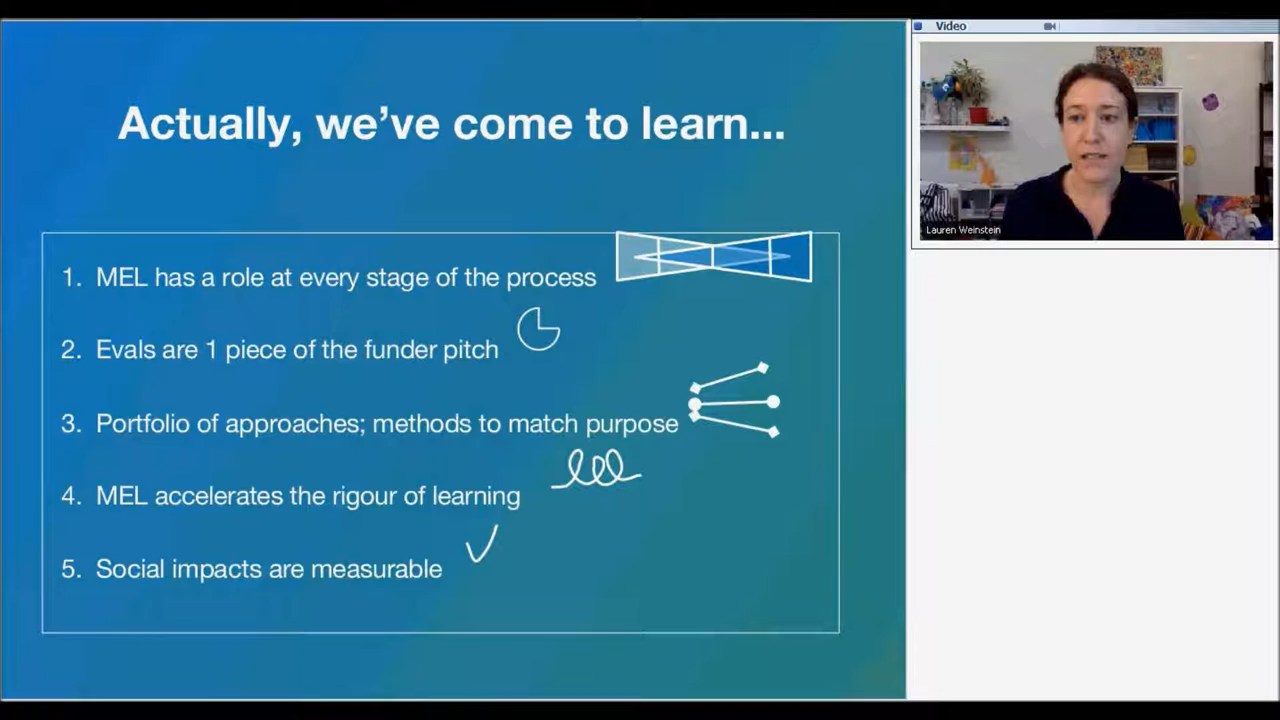 Actually, we've come to learn...
1. MEL has a role at every stage of the process
2. Evals are 1 piece of the funder pitch
3. Portfolio of approaches; methods to match purpose
4. MEL accelerates the rigour of learning
5. Social impacts are measurable
Video
Lauren Weinstein